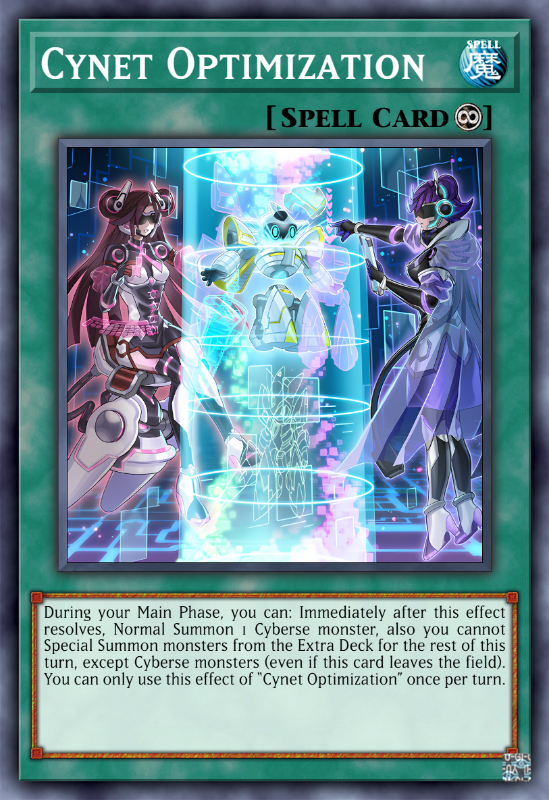 Cynet Optimization
SPELL
魔
[Spell Card ]
During your Main Phase, you can: Immediately after this effect
resolves, Normal Summon 1 Cyberse monster, also you cannot
Special Summon monsters from the Extra Deck for the rest of this
turn, except Cyberse monsters (even if this card leaves the field).
You can only use this effect of "Cynet Optimization" once per turn.